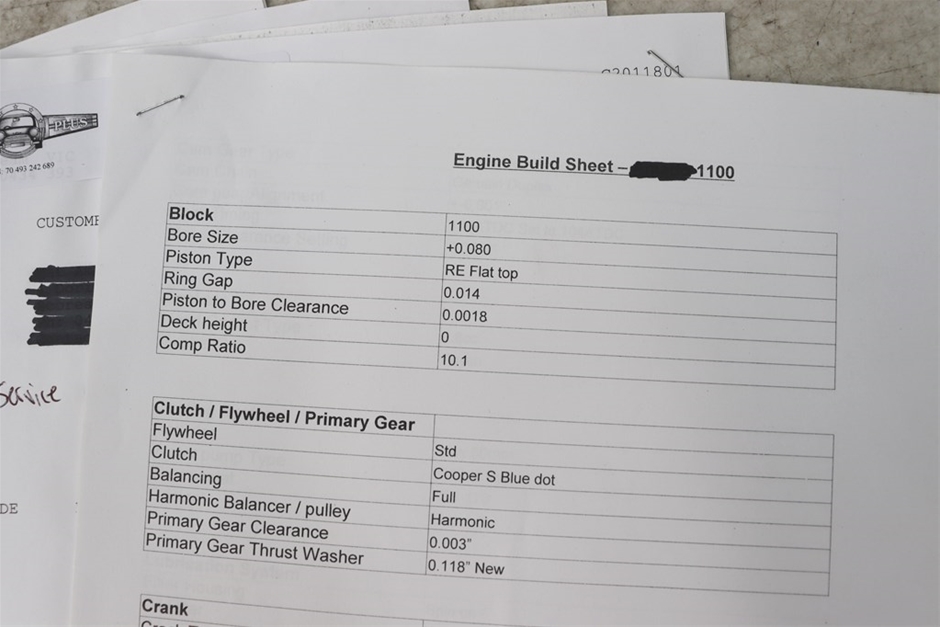 2011801
PLUS
70.493 242 689
CUSTOME
Service
DE
Engine Build Sheet – 1100
Block 1100
Bore Size +0.080
Piston Type RE Flat top
Ring Gap 0.014
Piston to Bore Clearance 0.0018
Deck height 0
Comp Ratio 10.1
Clutch / Flywheel / Primary Gear
Flywheel Std
Clutch Cooper S Blue dot
Balancing Full
Harmonic Balancer / pulley Harmonic
Primary Gear Clearance 0.003”
Primary Gear Thrust Washer 0.118” New
Crank